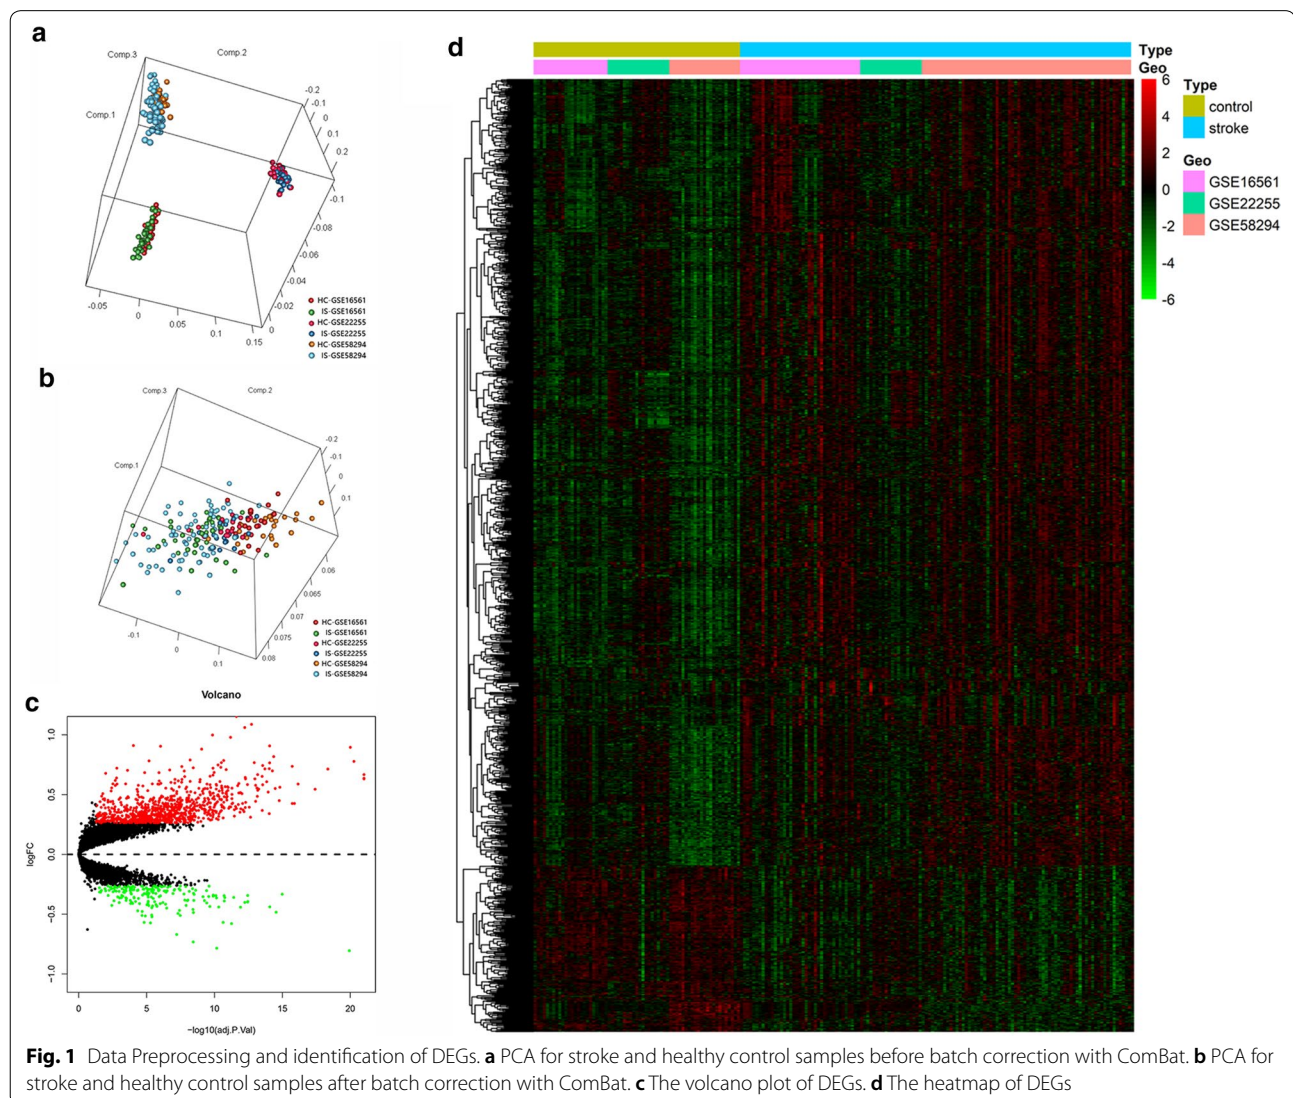 a
Comp.3
Comp.2
Comp.1
-0.2
-0.1
0
0.1
0.2
-0.1
-0.08
-0.06
-0.04
-0.02
0
-0.05
0
0.05
0.1
0.15
HC-GSE16561
IS-GSE16561
HC-GSE22255
IS-GSE22255
HC-GSE58294
IS-GSE58294
b
Comp.3
Comp.2
Comp.1
-0.2
-0.1
0
0.1
0.06
0.065
0.07
0.075
0.08
-0.1
0
0.1
HC-GSE16561
IS-GSE16561
HC-GSE22255
IS-GSE22255
HC-GSE58294
IS-GSE58294
c
Volcano
logFC
1.0
0.5
0.0
−0.5
−1.0
0 5 10 15 20
−log10(adj.P.Val)
d
Type
Geo
6
4
2
0
-2
-4
-6
Type
control
stroke
Geo
GSE16561
GSE22255
GSE58294
Fig. 1 Data Preprocessing and identification of DEGs. a PCA for stroke and healthy control samples before batch correction with ComBat. b PCA for
stroke and healthy control samples after batch correction with ComBat. c The volcano plot of DEGs. d The heatmap of DEGs